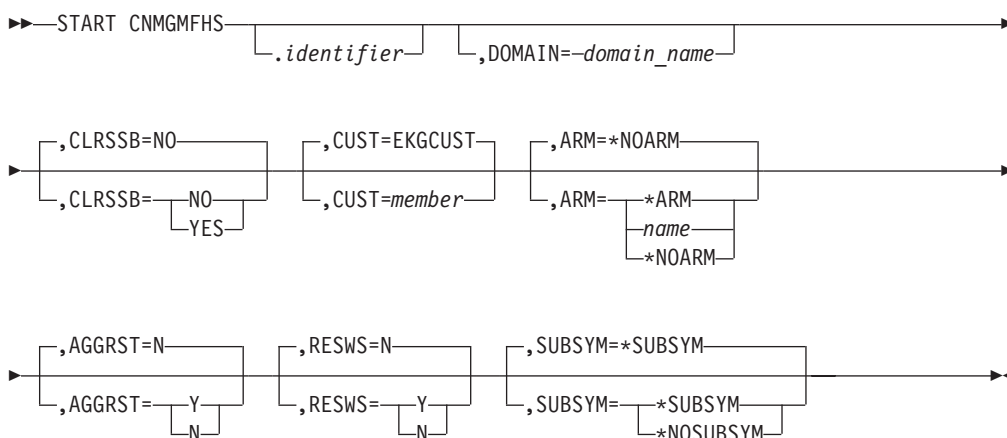 START CNMGMFHS
.identifier
,DOMAIN=domain_name
,CLRSSB=NO
,CUST=EKGCUST
,ARM=*NOARM
,CLRSSB=
NO
YES
,CUST=member
,ARM=
*ARM
name
*NOARM
,AGGRST=N
,RESWS=N
,SUBSYM=*SUBSYM
,AGGRST=
Y
N
,RESWS=
Y
N
,SUBSYM=
*SUBSYM
*NOSUBSYM